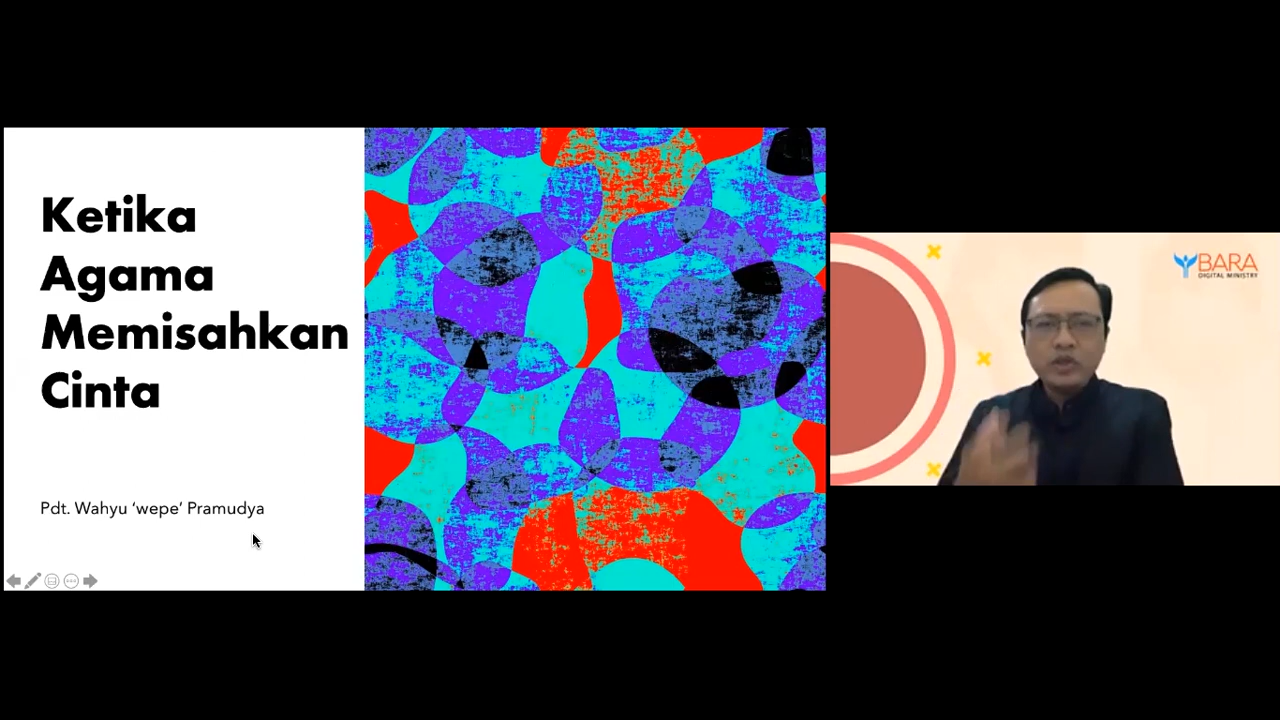 Ketika
Agama
Memisahkan
Cinta
Pdt. Wahyu ‘wepe’ Pramudya
BARA
DIGITAL MINISTRY